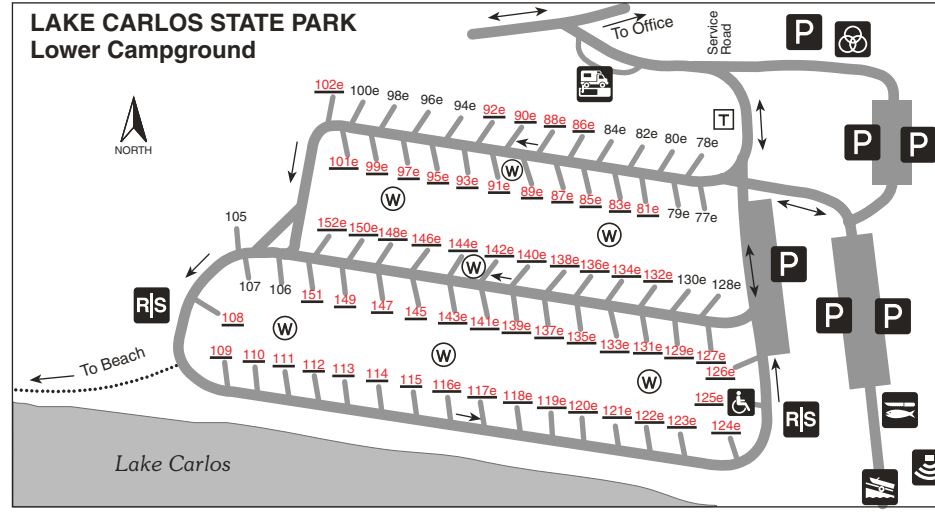 LAKE CARLOS STATE PARK
Lower Campground
To Office
Service
Road
P
T
NORTH
102e 100e 98e 96e 94e 92e 90e 88e 86e 84e 82e 80e 78e
P P
101e 99e 97e 95e 93e 91e 89e 87e 85e 83e 81e 79e 77e
W
W
W
105
152e 150e 148e 146e 144e 142e 140e 138e 136e 134e 132e 130e 128e
W
P
107 106 151 149 147 145 143e 141e 139e 137e 135e 133e 131e 129e 127e
126e
R|S
108
W
W
W
P P
To Beach
109 110 111 112 113 114 115 116e 117e 118e 119e 120e 121e 122e 123e 124e
125e
R|S
Lake Carlos